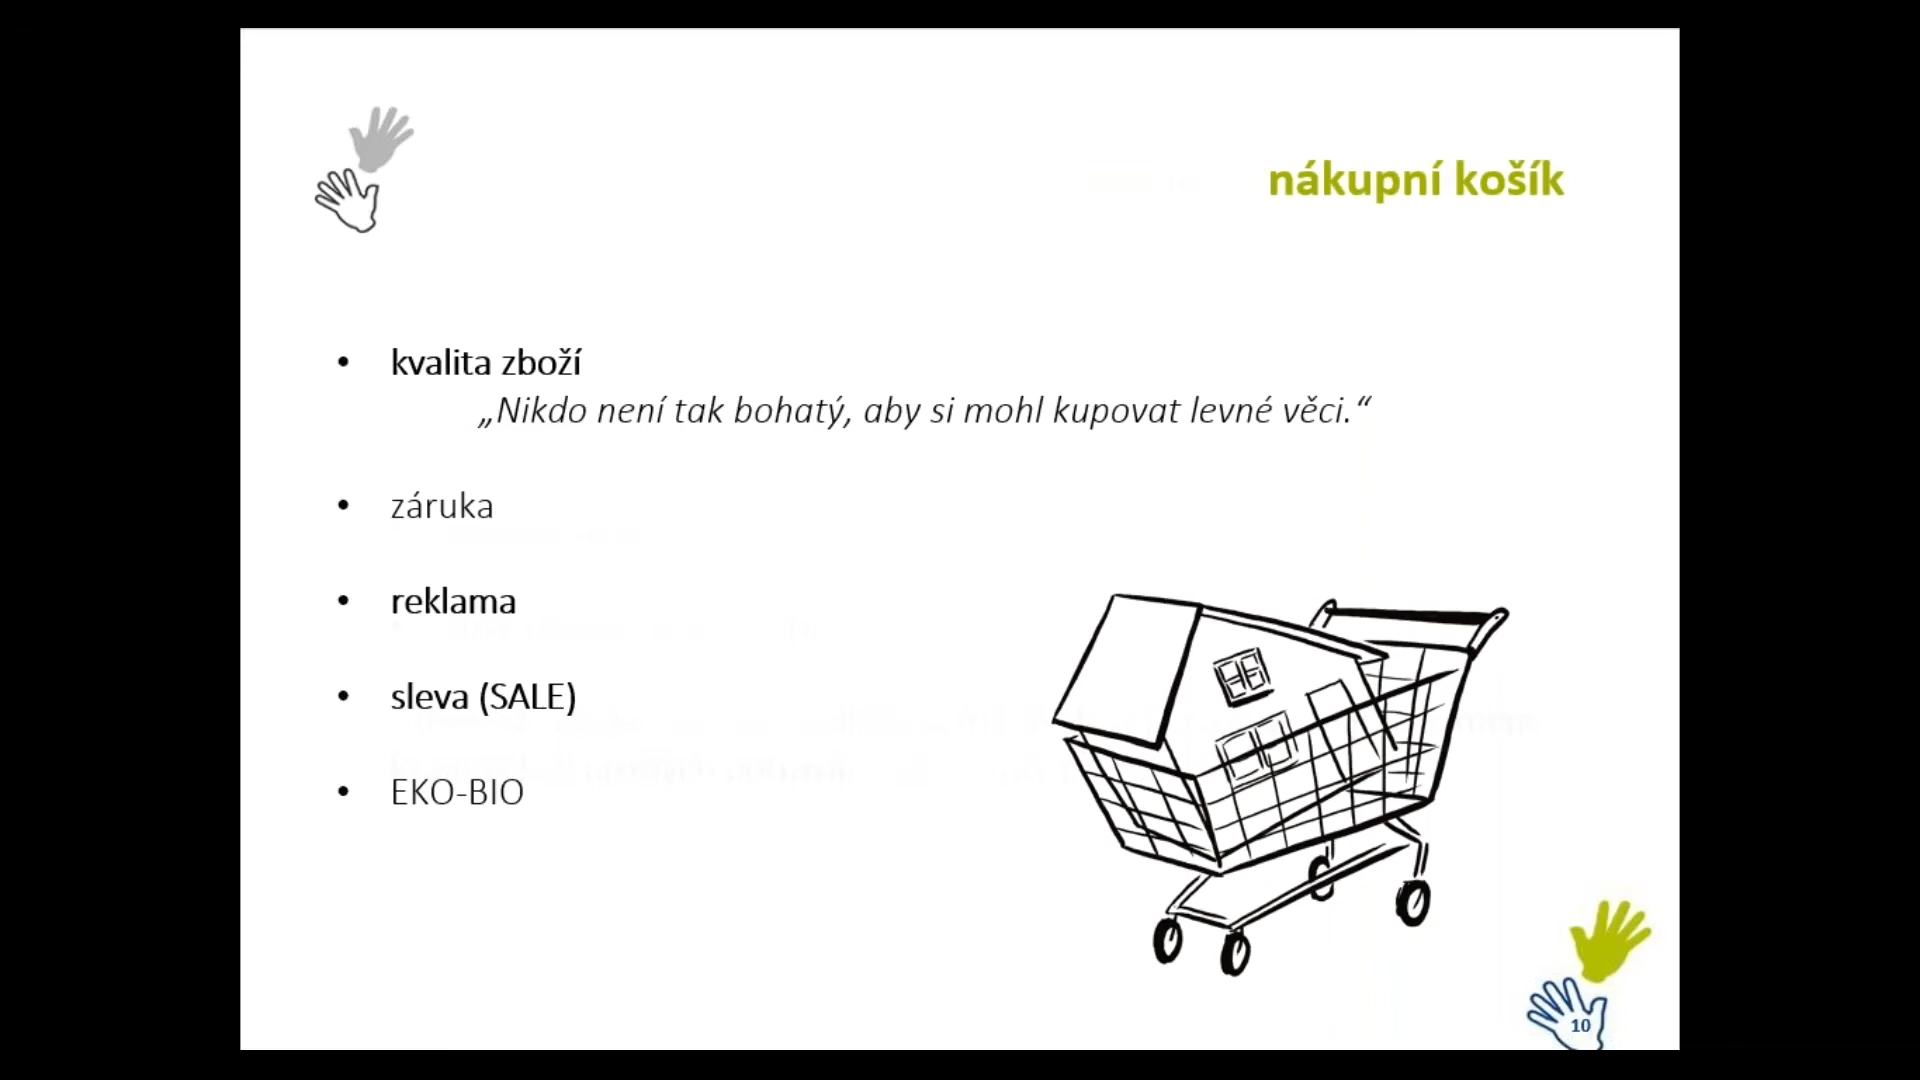 nákupní košík
• kvalita zboží
„Nikdo není tak bohatý, aby si mohl kupovat levné věci.“
• záruka
• reklama
• sleva (SALE)
• EKO-BIO
10